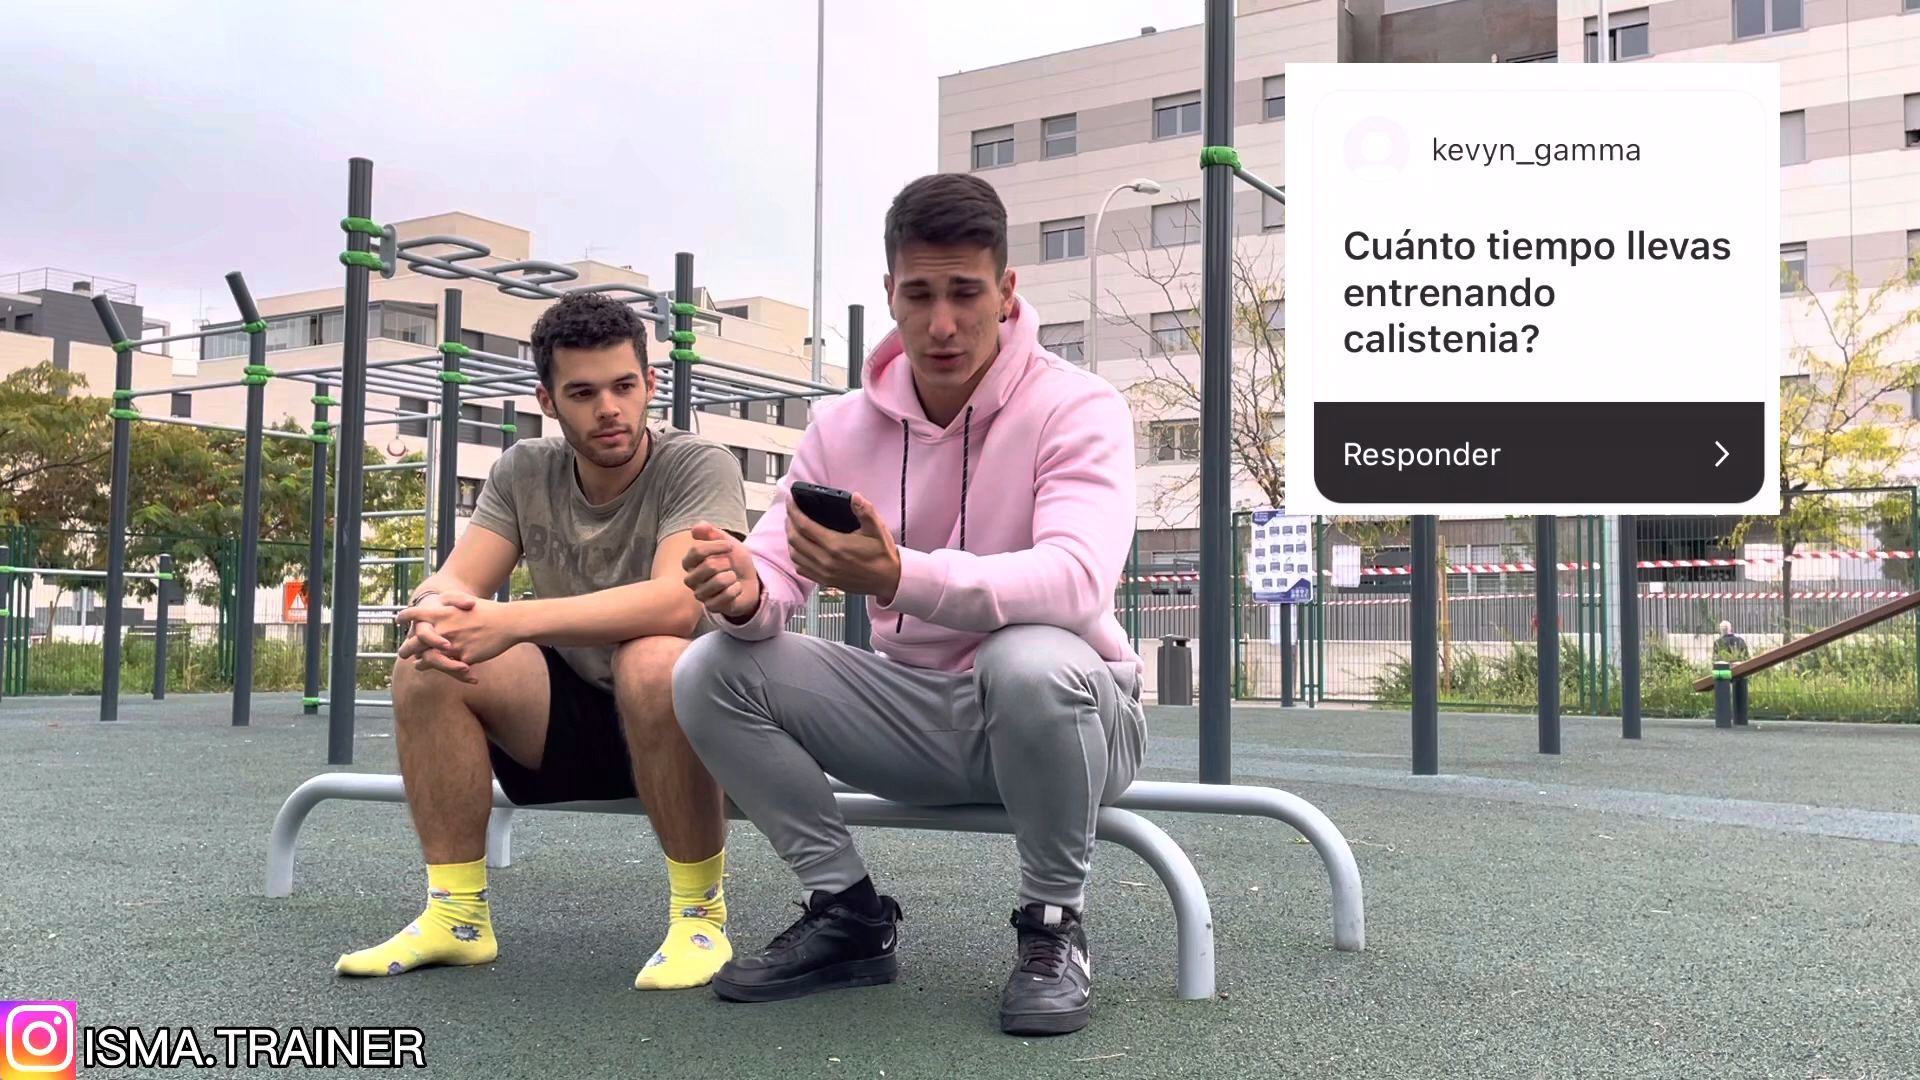 kevyn_gamma
Cuánto tiempo llevas
entrenando
calistenia?
Responder
ISMA.TRAINER